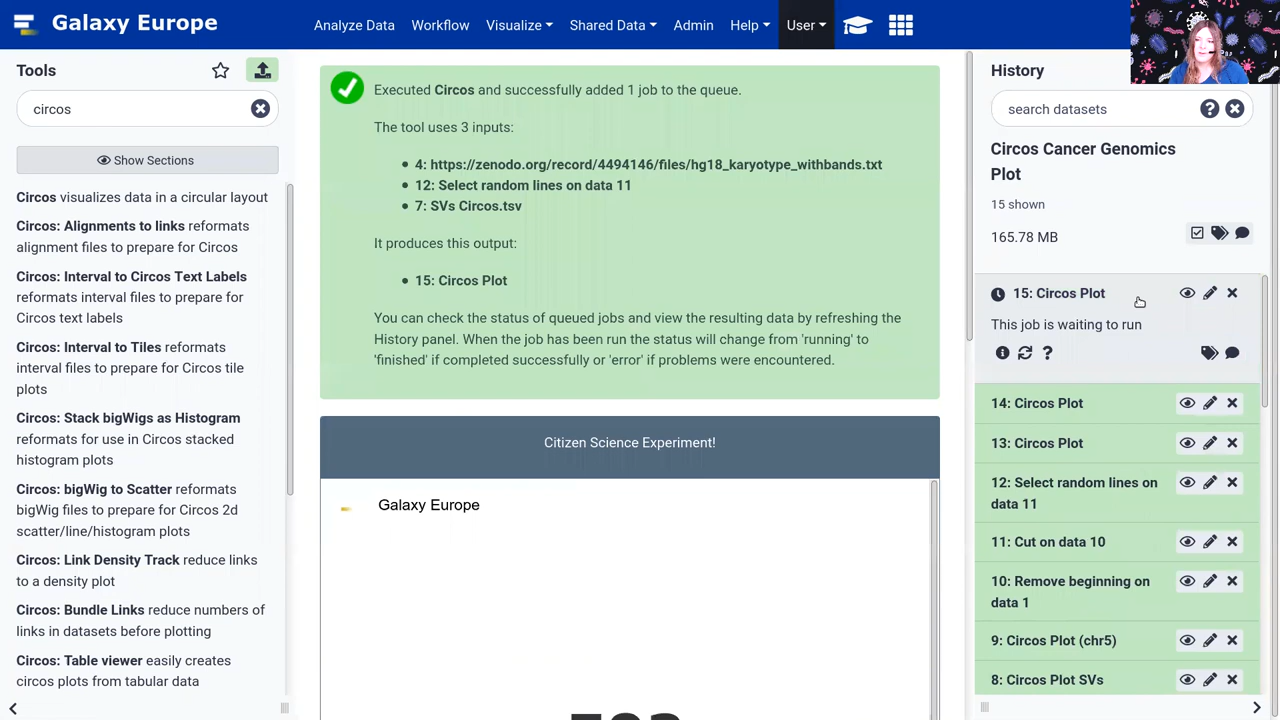 Galaxy Europe
Analyze Data
Workflow
Visualize
Shared Data
Admin
Help
User
Tools
circos
Show Sections
Circos visualizes data in a circular layout
Circos: Alignments to links reformats
alignment files to prepare for Circos
Circos: Interval to Circos Text Labels
reformats interval files to prepare for
Circos text labels
Circos: Interval to Tiles reformats
interval files to prepare for Circos tile
plots
Circos: Stack bigWigs as Histogram
reformats for use in Circos stacked
histogram plots
Circos: bigWig to Scatter reformats
bigWig files to prepare for Circos 2d
scatter/line/histogram plots
Circos: Link Density Track reduce links
to a density plot
Circos: Bundle Links reduce numbers of
links in datasets before plotting
Circos: Table viewer easily creates
circos plots from tabular data
Executed Circos and successfully added 1 job to the queue.
The tool uses 3 inputs:
4: https://zenodo.org/record/4494146/files/hg18_karyotype_withbands.txt
12: Select random lines on data 11
7: SVs Circos.tsv
It produces this output:
15: Circos Plot
You can check the status of queued jobs and view the resulting data by refreshing the
History panel. When the job has been run the status will change from 'running' to
'finished' if completed successfully or 'error' if problems were encountered.
Citizen Science Experiment!
Galaxy Europe
History
search datasets
Circos Cancer Genomics
Plot
15 shown
165.78 MB
15: Circos Plot
This job is waiting to run
14: Circos Plot
13: Circos Plot
12: Select random lines on
data 11
11: Cut on data 10
10: Remove beginning on
data 1
9: Circos Plot (chr5)
8: Circos Plot SVs